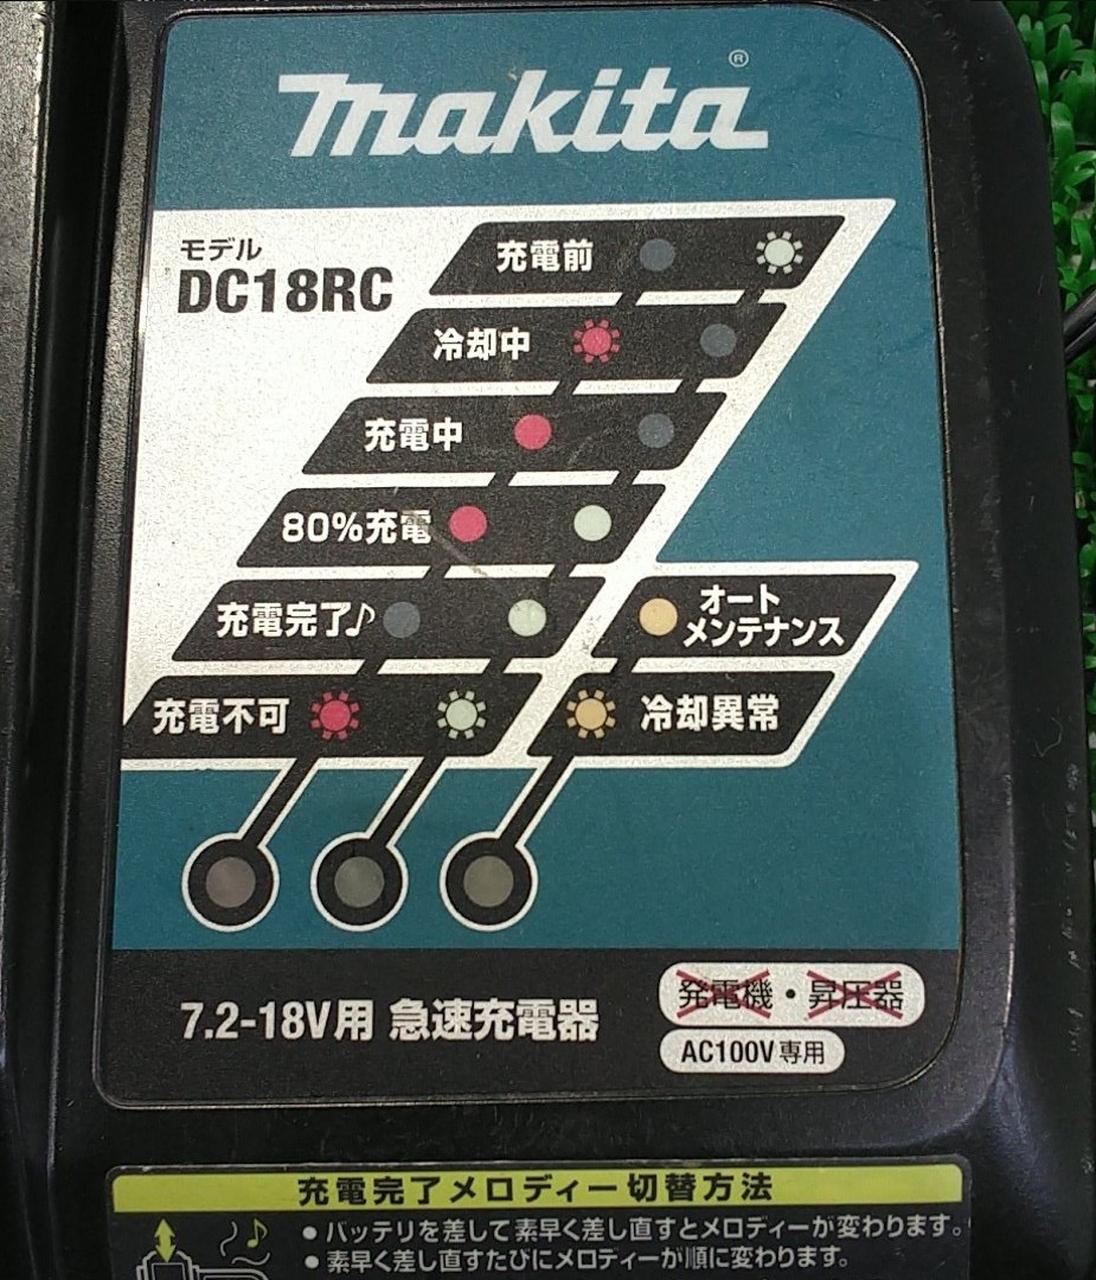 makita®
モデル
DC18RC
充電前
冷却中
充電中
80%充電
充電完了♪
オート
メンテナンス
充電不可
冷却異常
7.2-18V用 急速充電器
発電機・昇圧器
AC100V専用
充電完了メロディー切替方法
●バッテリを差して素早く差し直すとメロディーが変わります。
●素早く差し直すたびにメロディーが順に変わります。